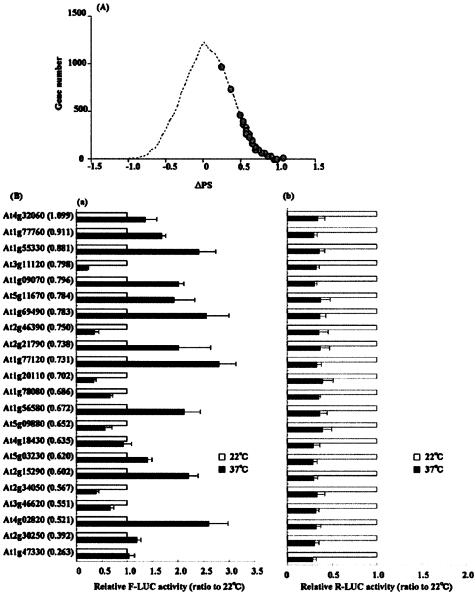 (A)
1500
1000
500
0
Gene number
-1.5 -1.0 -0.5 0 0.5 1.0 1.5
ΔPS
(B) (a) (b)
At4g32060 (1.099)
At1g77760 (0.911)
At1g55330 (0.881)
At3g11120 (0.798)
At1g09070 (0.796)
At5g11670 (0.784)
At1g69490 (0.783)
At2g46390 (0.750)
At2g21790 (0.738)
At1g77120 (0.731)
At1g20110 (0.702)
At1g78080 (0.686)
At1g56580 (0.672)
At5g09880 (0.652)
At4g18430 (0.635)
At5g03230 (0.620)
At2g15290 (0.602)
At2g34050 (0.567)
At3g46620 (0.551)
At4g02820 (0.521)
At2g30250 (0.392)
At1g47330 (0.263)
22℃
37℃
22℃
37℃
0 0.5 1.0 1.5 2.0 2.5 3.0 3.5
Relative F-LUC activity (ratio to 22℃)
0 1.0 2.0
Relative R-LUC activity (ratio to 22℃)